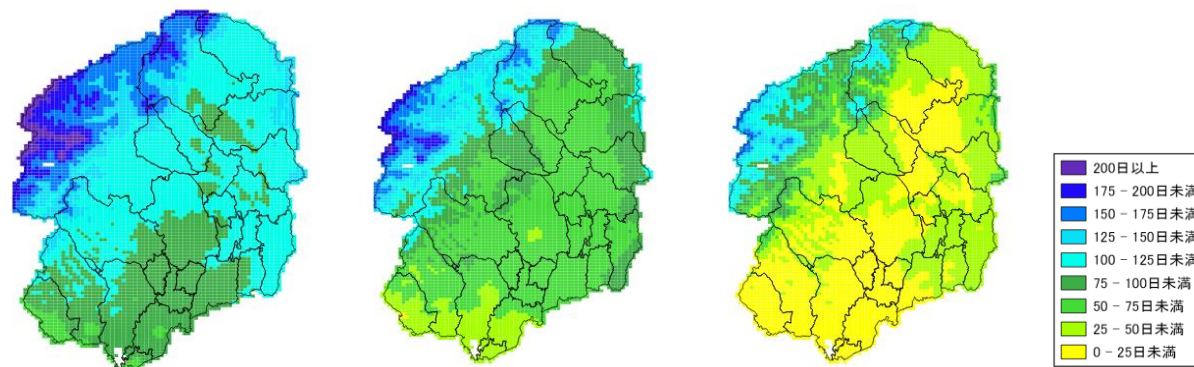 200日以上
175 - 200日未満
150 - 175日未満
125 - 150日未満
100 - 125日未満
75 - 100日未満
50 - 75日未満
25 - 50日未満
0 - 25日未満